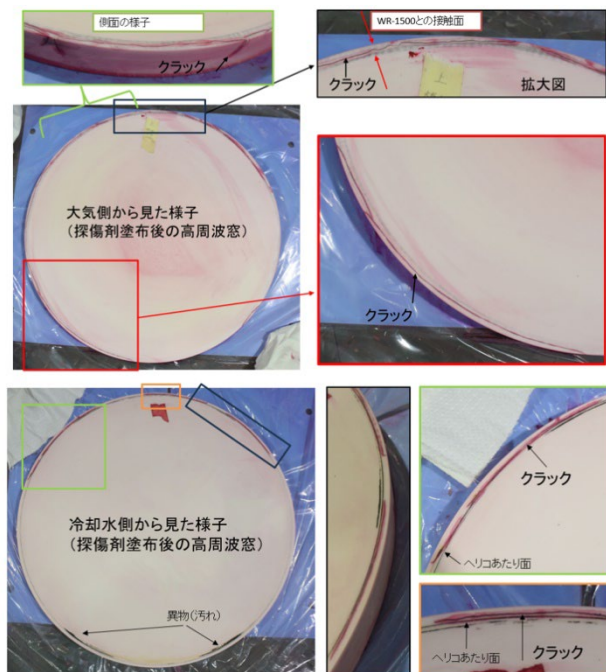 側面の様子
クラック
WR-1500との接触面
クラック
上
拡大図
大気側から見た様子
(探傷剤塗布後の高周波窓)
クラック
冷却水側から見た様子
(探傷剤塗布後の高周波窓)
異物(汚れ)
クラック
ヘリコあたり面
ヘリコあたり面
クラック